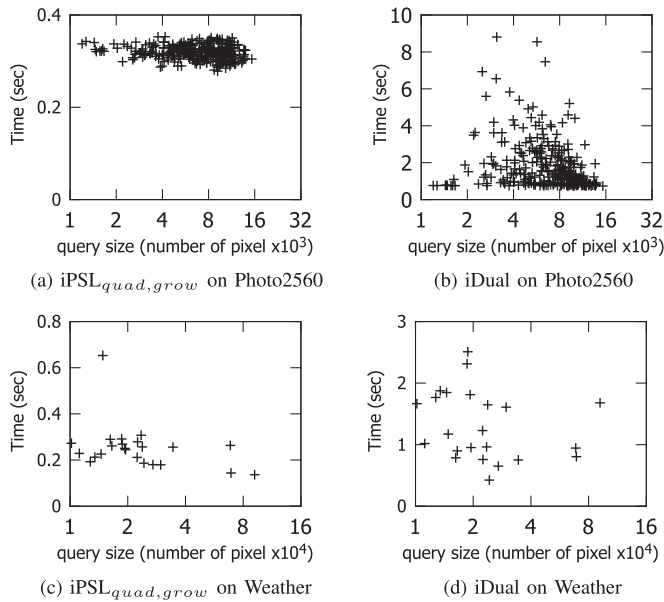 0.4
0.2
0
Time (sec)
1 2 4 8 16 32
query size (number of pixel x10³)
(a) iPSL_quad,grow on Photo2560
10
8
6
4
2
0
Time (sec)
1 2 4 8 16 32
query size (number of pixel x10³)
(b) iDual on Photo2560
0.8
0.6
0.4
0.2
0
Time (sec)
1 2 4 8 16
query size (number of pixel x10⁴)
(c) iPSL_quad,grow on Weather
3
2
1
0
Time (sec)
1 2 4 8 16
query size (number of pixel x10⁴)
(d) iDual on Weather